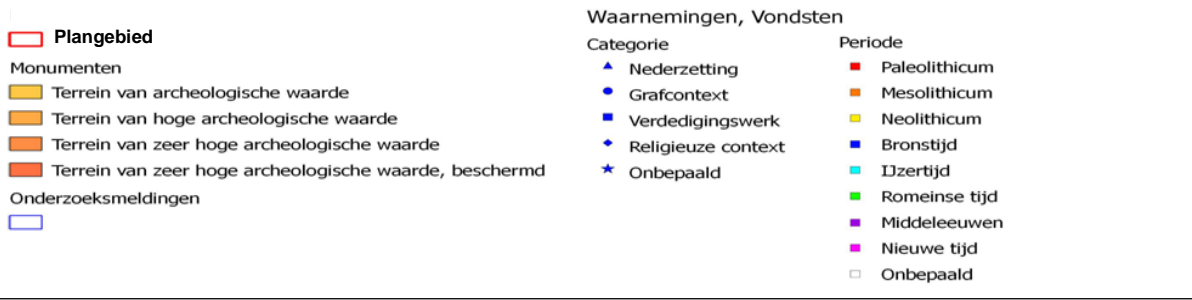 Plangebied
Monumenten
Terrein van archeologische waarde
Terrein van hoge archeologische waarde
Terrein van zeer hoge archeologische waarde
Terrein van zeer hoge archeologische waarde, beschermd
Onderzoeksmeldingen
Waarnemingen, Vondsten
Categorie
Nederzetting
Grafcontext
Verdedigingswerk
Religieuze context
Onbepaald
Periode
Paleolithicum
Mesolithicum
Neolithicum
Bronstijd
IJzertijd
Romeinse tijd
Middeleeuwen
Nieuwe tijd
Onbepaald